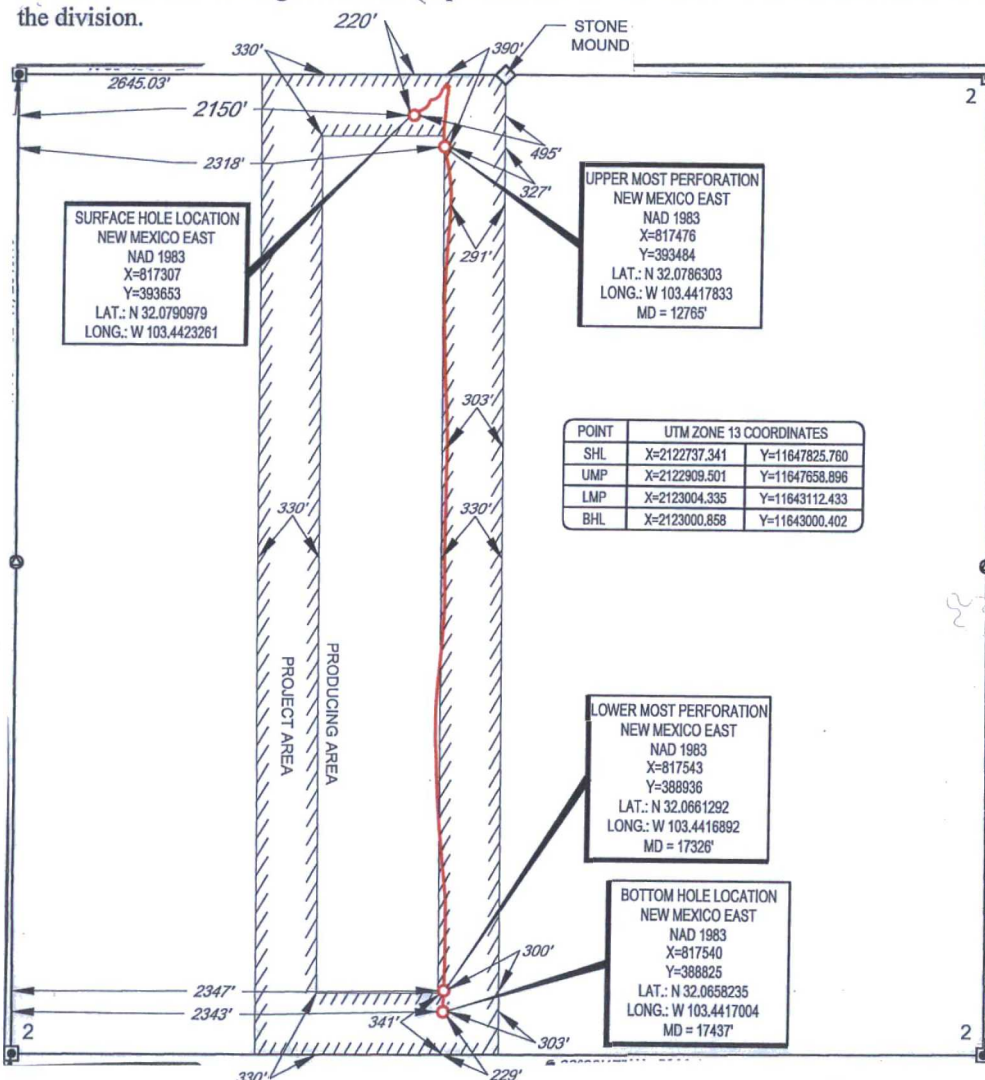 the division.
220'
STONE
MOUND
330'
390'
2645.03'
2
2150'
495'
2318'
327'
SURFACE HOLE LOCATION
NEW MEXICO EAST
NAD 1983
X=817307
Y=393653
LAT.: N 32.0790979
LONG.: W 103.4423261
UPPER MOST PERFORATION
NEW MEXICO EAST
NAD 1983
X=817476
Y=393484
LAT.: N 32.0786303
LONG.: W 103.4417833
MD = 12765'
291'
303'
POINT UTM ZONE 13 COORDINATES
SHL X=2122737.341 Y=11647825.760
UMP X=2122909.501 Y=11647658.896
LMP X=2123004.335 Y=11643112.433
BHL X=2123000.858 Y=11643000.402
330'
330'
PROJECT AREA
PRODUCING AREA
LOWER MOST PERFORATION
NEW MEXICO EAST
NAD 1983
X=817543
Y=388936
LAT.: N 32.0661292
LONG.: W 103.4416892
MD = 17326'
BOTTOM HOLE LOCATION
NEW MEXICO EAST
NAD 1983
X=817540
Y=388825
LAT.: N 32.0658235
LONG.: W 103.4417004
MD = 17437'
300'
2347'
2343'
341'
303'
2
2
330'
229'